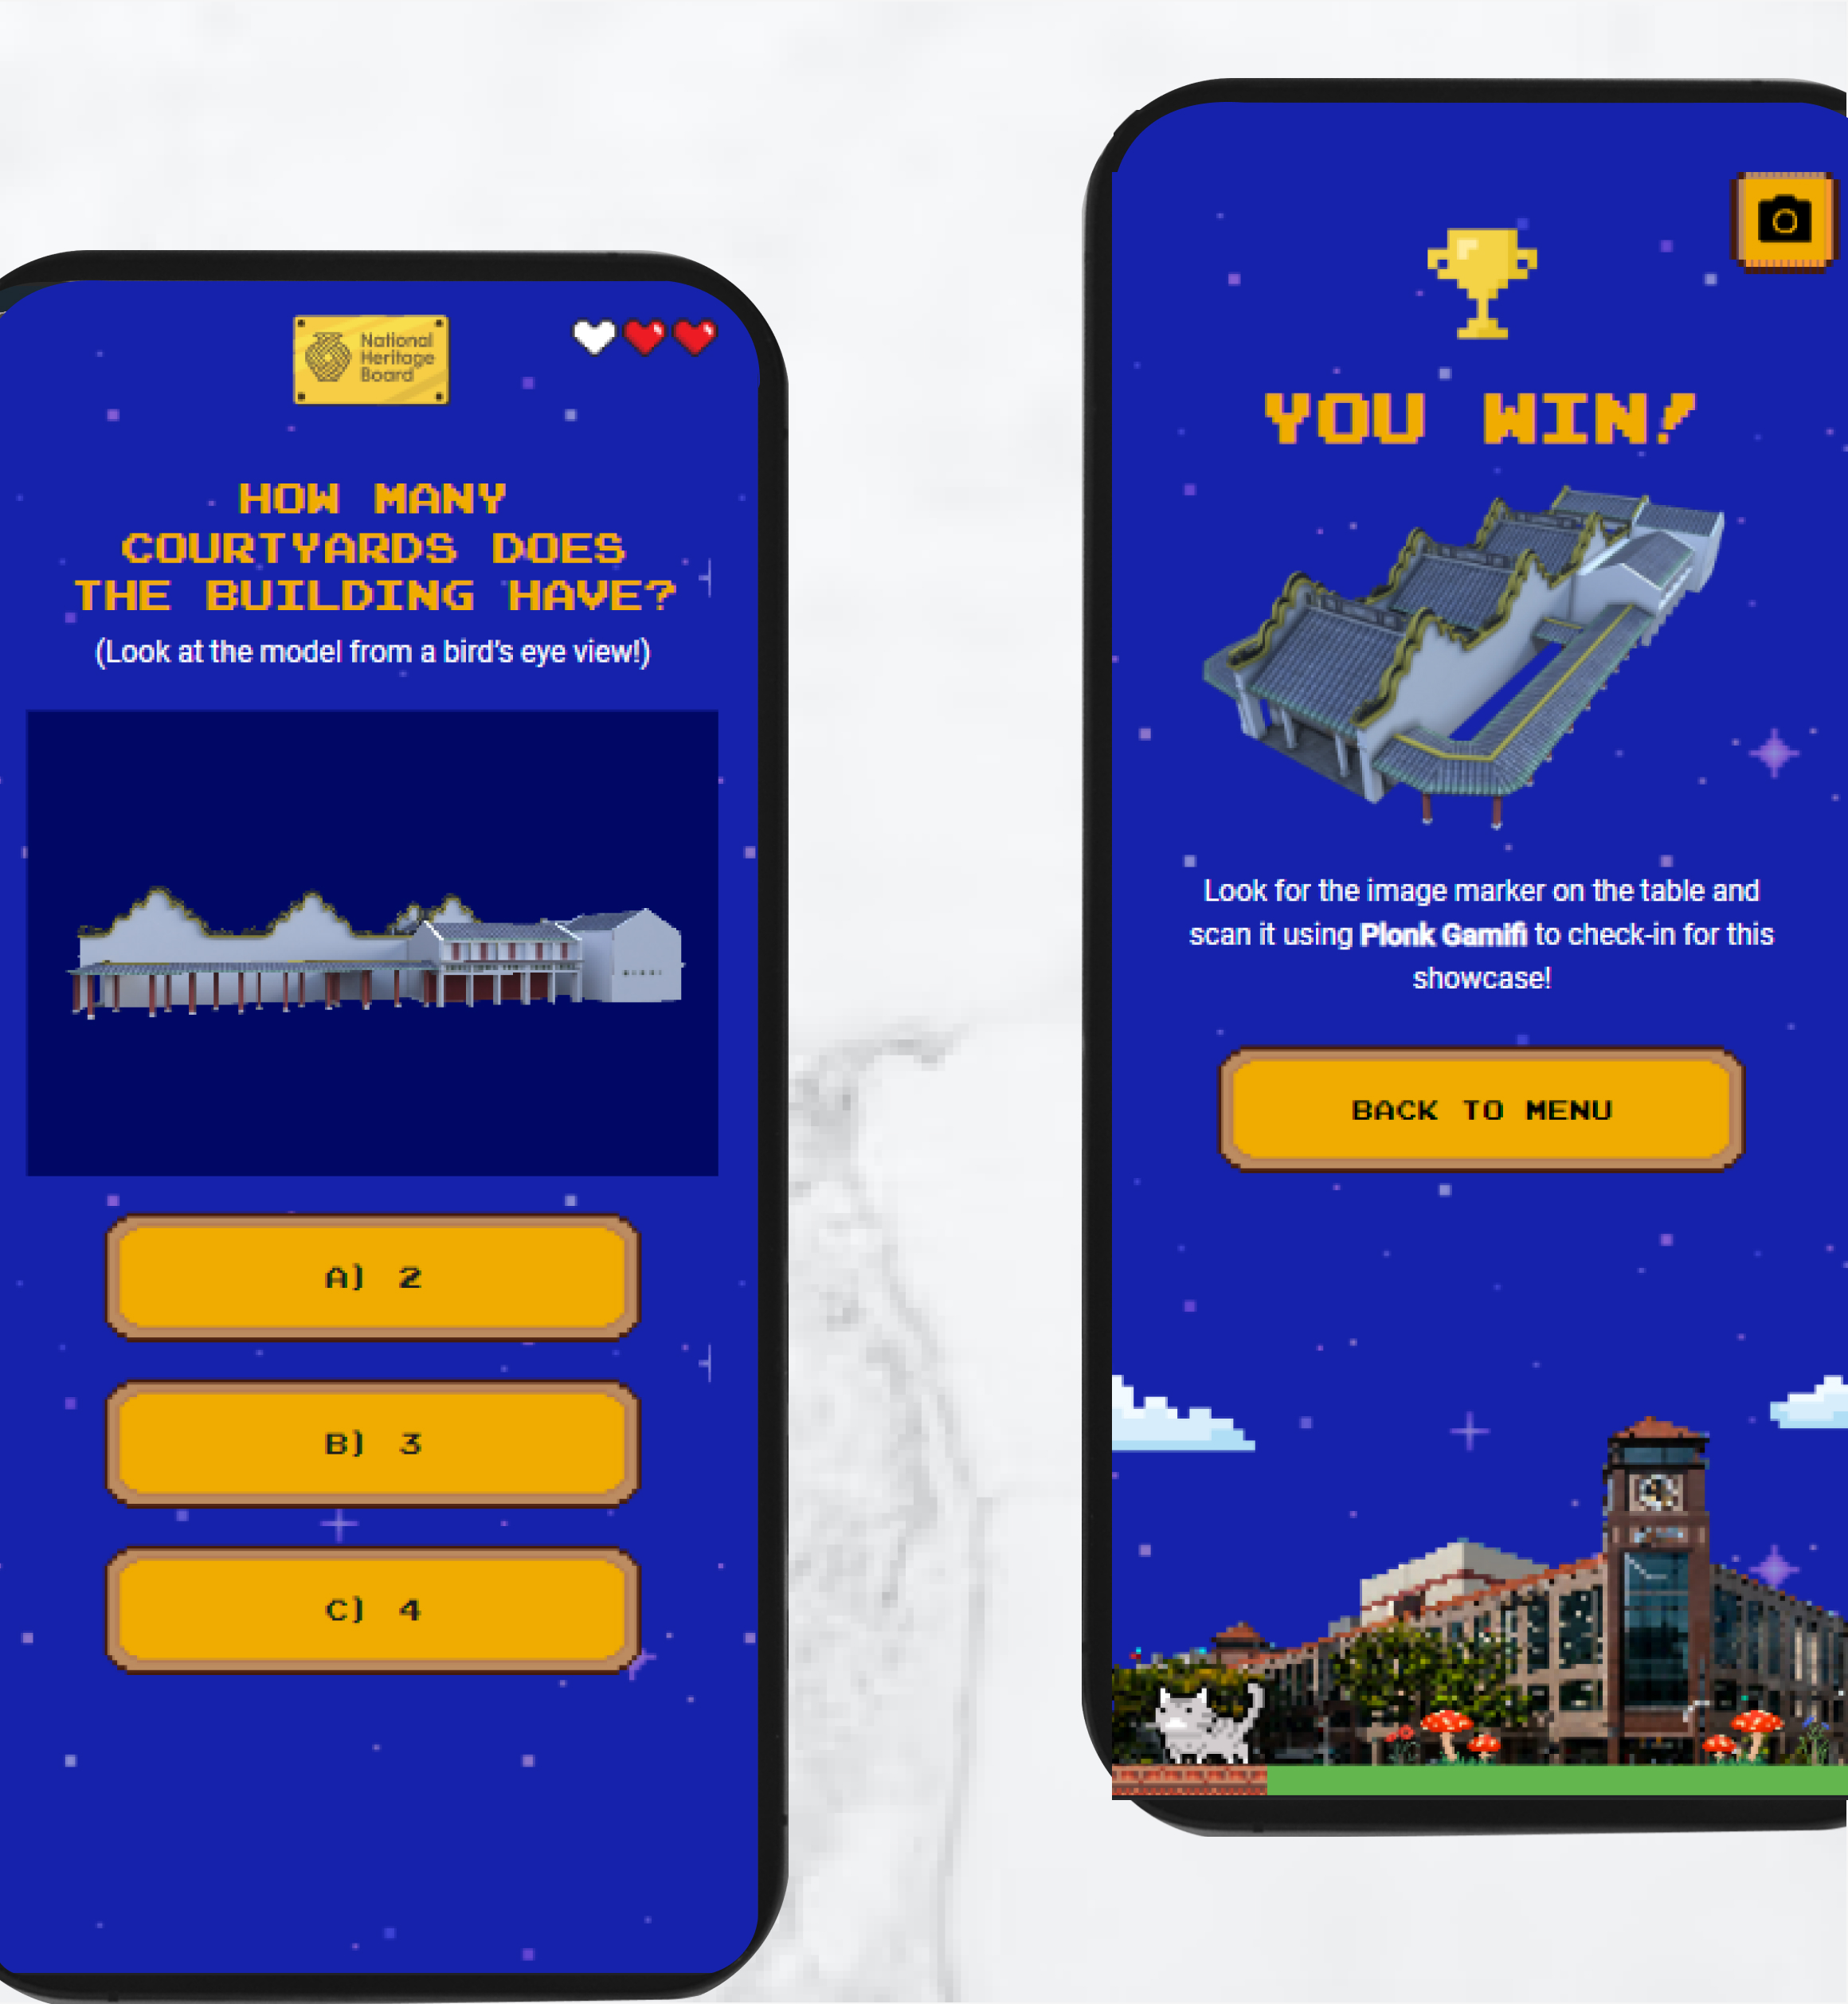 National
Heritage
Board
HOW MANY
COURTYARDS DOES
THE BUILDING HAVE?
(Look at the model from a bird's eye view!)
A) 2
B) 3
C) 4
YOU WIN!
Look for the image marker on the table and
scan it using Plonk Gamifi to check-in for this
showcase!
BACK TO MENU